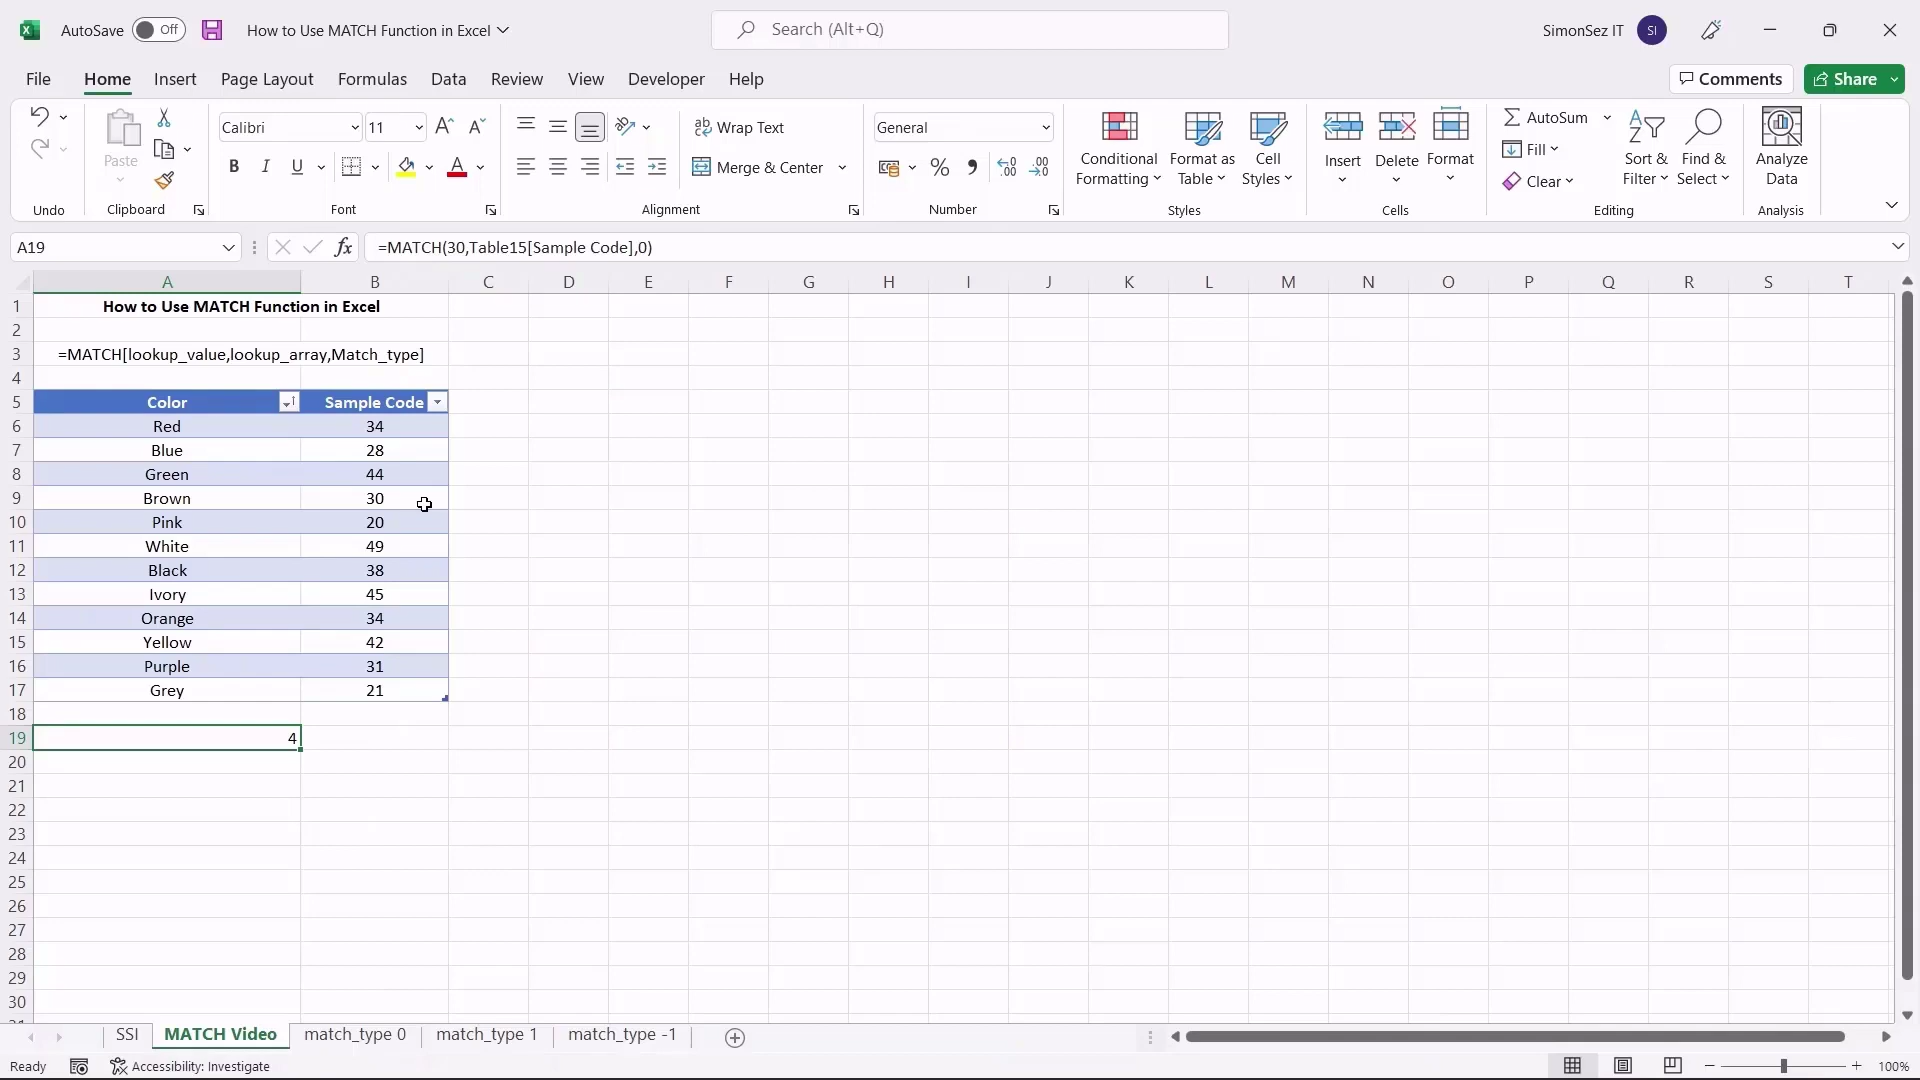 AutoSave Off How to Use MATCH Function in Excel Search (Alt+Q) SimonSez IT SI
File Home Insert Page Layout Formulas Data Review View Developer Help Comments Share
Calibri 11 Wrap Text General AutoSum
Paste B I U Merge & Center % Conditional Formatting Format as Table Cell Styles Insert Delete Format Fill Sort & Filter Find & Select Analyze Data
Clear
Undo Clipboard Font Alignment Number Styles Cells Editing Analysis
A19 fx =MATCH(30,Table15[Sample Code],0)
A B C D E F G H I J K L M N O P Q R S T
1 How to Use MATCH Function in Excel
2
3 =MATCH[lookup_value,lookup_array,Match_type]
4
5 Color Sample Code
6 Red 34
7 Blue 28
8 Green 44
9 Brown 30
10 Pink 20
11 White 49
12 Black 38
13 Ivory 45
14 Orange 34
15 Yellow 42
16 Purple 31
17 Grey 21
18
19 4
20
21
22
23
24
25
26
27
28
29
30
SSI MATCH Video match_type 0 match_type 1 match_type -1
Ready Accessibility: Investigate 100%